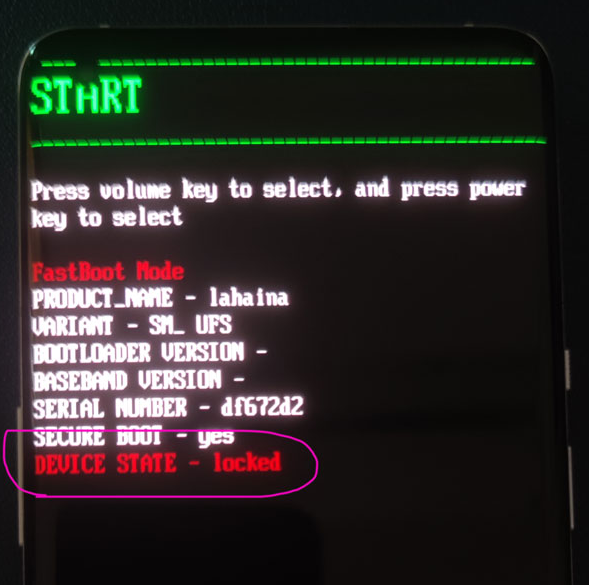 START
Press volume key to select, and press power
key to select
FastBoot Mode
PRODUCT_NAME - lahaina
VARIANT - SM_ UFS
BOOTLOADER VERSION -
BASEBAND VERSION -
SERIAL NUMBER - df672d2
SECURE BOOT - yes
DEVICE STATE - locked